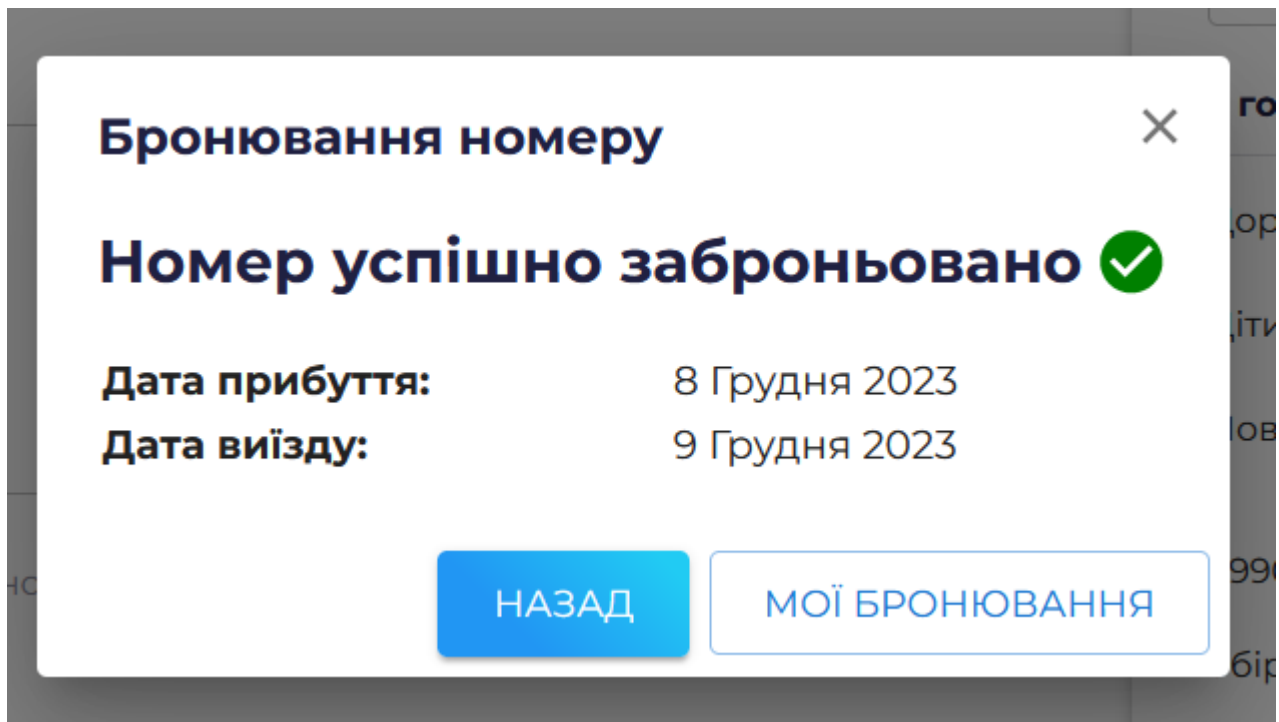 Бронювання номеру
Номер успішно заброньовано
Дата прибуття: 8 Грудня 2023
Дата виїзду: 9 Грудня 2023
НАЗАД МОЇ БРОНЮВАННЯ